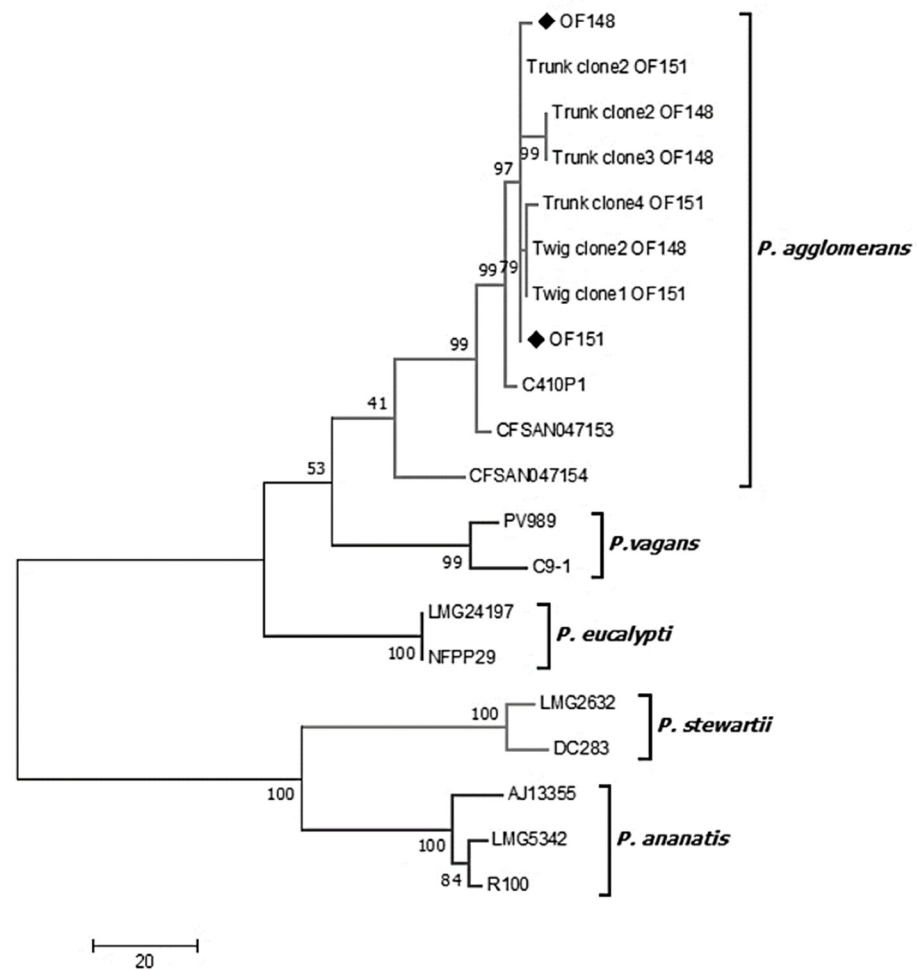 OF148
Trunk clone2 OF151
Trunk clone2 OF148
99
Trunk clone3 OF148
97
Trunk clone4 OF151
Twig clone2 OF148
P. agglomerans
99
79
Twig clone1 OF151
OF151
99
C410P1
41
CFSAN047153
53
CFSAN047154
PV989
P.vagans
99
C9-1
LMG24197
P. eucalypti
100
NFPP29
LMG2632
100
P. stewartii
DC283
100
AJ13355
LMG5342
P. ananatis
100
84
R100
20